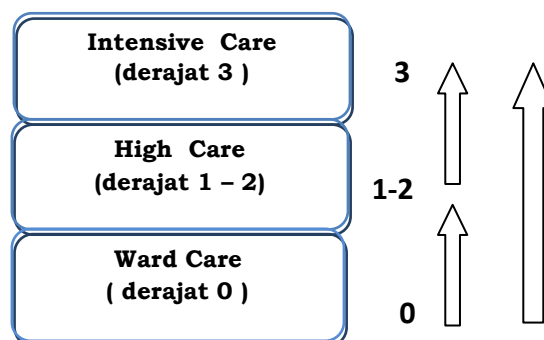 Intensive Care
(derajat 3 )
3
High Care
(derajat 1 – 2)
1-2
Ward Care
( derajat 0 )
0